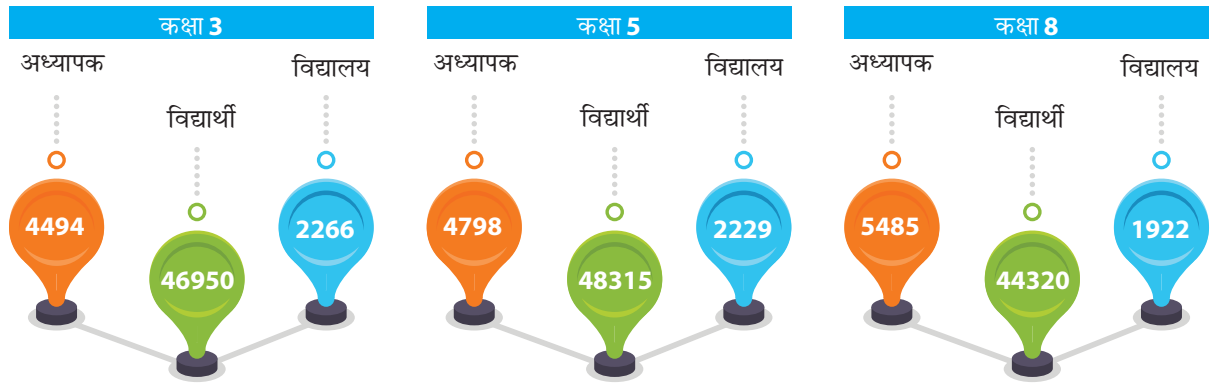 कक्षा 3
अध्यापक
विद्यार्थी
विद्यालय
4494
46950
2266
कक्षा 5
अध्यापक
विद्यार्थी
विद्यालय
4798
48315
2229
कक्षा 8
अध्यापक
विद्यार्थी
विद्यालय
5485
44320
1922